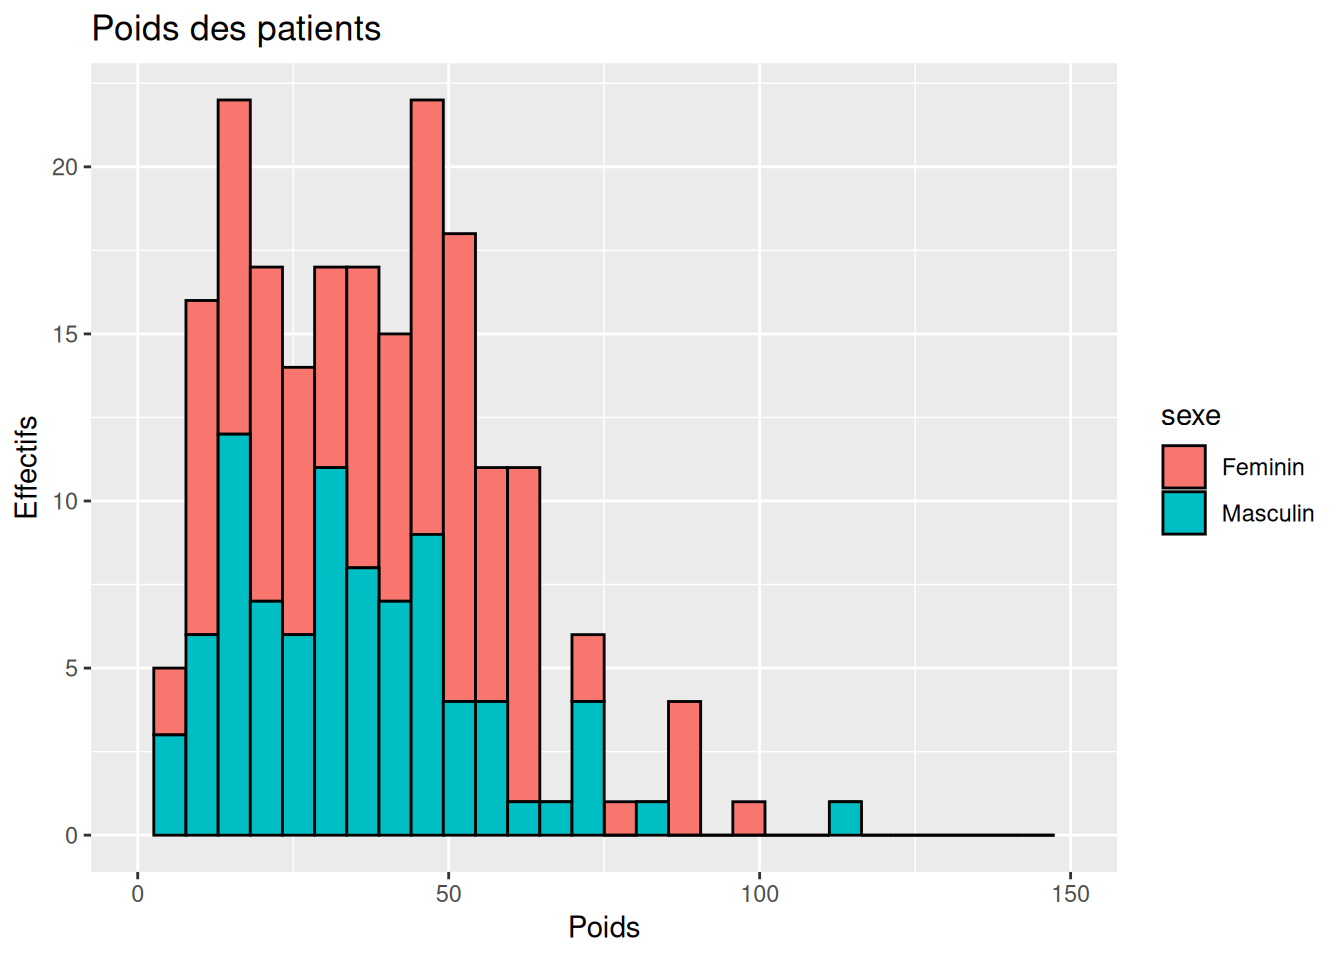 Poids des patients
Effectifs
20
15
10
5
0
0 50 100 150
Poids
sexe
Feminin
Masculin